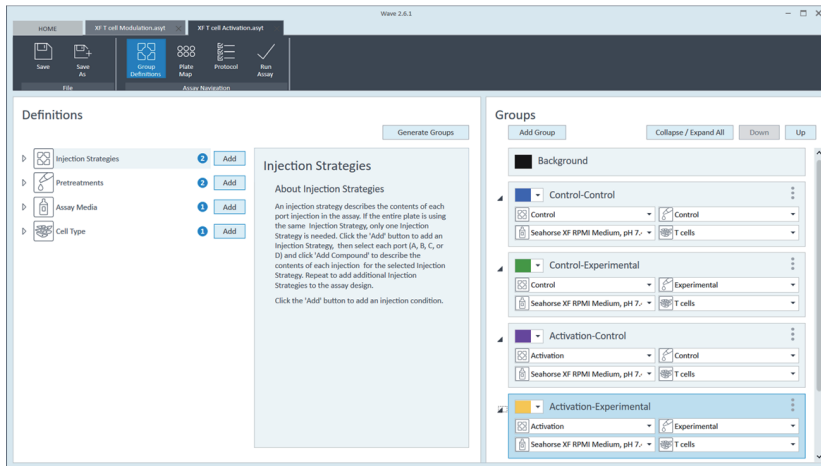 Wave 2.6.1
HOME
XF T cell Modulation.asyt
XF T cell Activation.asyt
Save
Save As
Group Definitions
Plate Map
Protocol
Run Assay
File
Assay Navigation
Definitions
Generate Groups
Injection Strategies 2 Add
Pretreatments 2 Add
Assay Media 1 Add
Cell Type 1 Add
Injection Strategies
About Injection Strategies
An injection strategy describes the contents of each
port injection in the assay. If the entire plate is using
the same Injection Strategy, only one Injection
Strategy is needed. Click the 'Add' button to add an
Injection Strategy, then select each port (A, B, C, or
D) and click 'Add Compound' to describe the
contents of each injection for the selected Injection
Strategy. Repeat to add additional Injection
Strategies to the assay design.
Click the 'Add' button to add an injection condition.
Groups
Add Group
Collapse / Expand All
Down
Up
Background
Control-Control
Control
Control
Seahorse XF RPMI Medium, pH 7.
T cells
Control-Experimental
Control
Experimental
Seahorse XF RPMI Medium, pH 7.
T cells
Activation-Control
Activation
Control
Seahorse XF RPMI Medium, pH 7.
T cells
Activation-Experimental
Activation
Experimental
Seahorse XF RPMI Medium, pH 7.
T cells